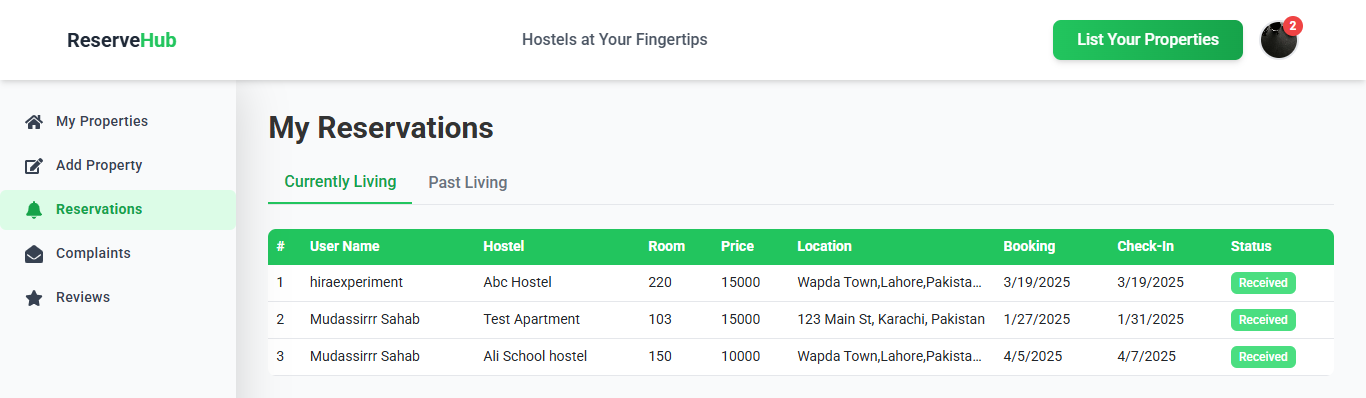 ReserveHub
Hostels at Your Fingertips
List Your Properties
2
My Properties
Add Property
Reservations
Complaints
Reviews
My Reservations
Currently Living Past Living
# User Name Hostel Room Price Location Booking Check-In Status
1 hiraexperiment Abc Hostel 220 15000 Wapda Town,Lahore,Pakista... 3/19/2025 3/19/2025 Received
2 Mudassirrr Sahab Test Apartment 103 15000 123 Main St, Karachi, Pakistan 1/27/2025 1/31/2025 Received
3 Mudassirrr Sahab Ali School hostel 150 10000 Wapda Town,Lahore,Pakista... 4/5/2025 4/7/2025 Received